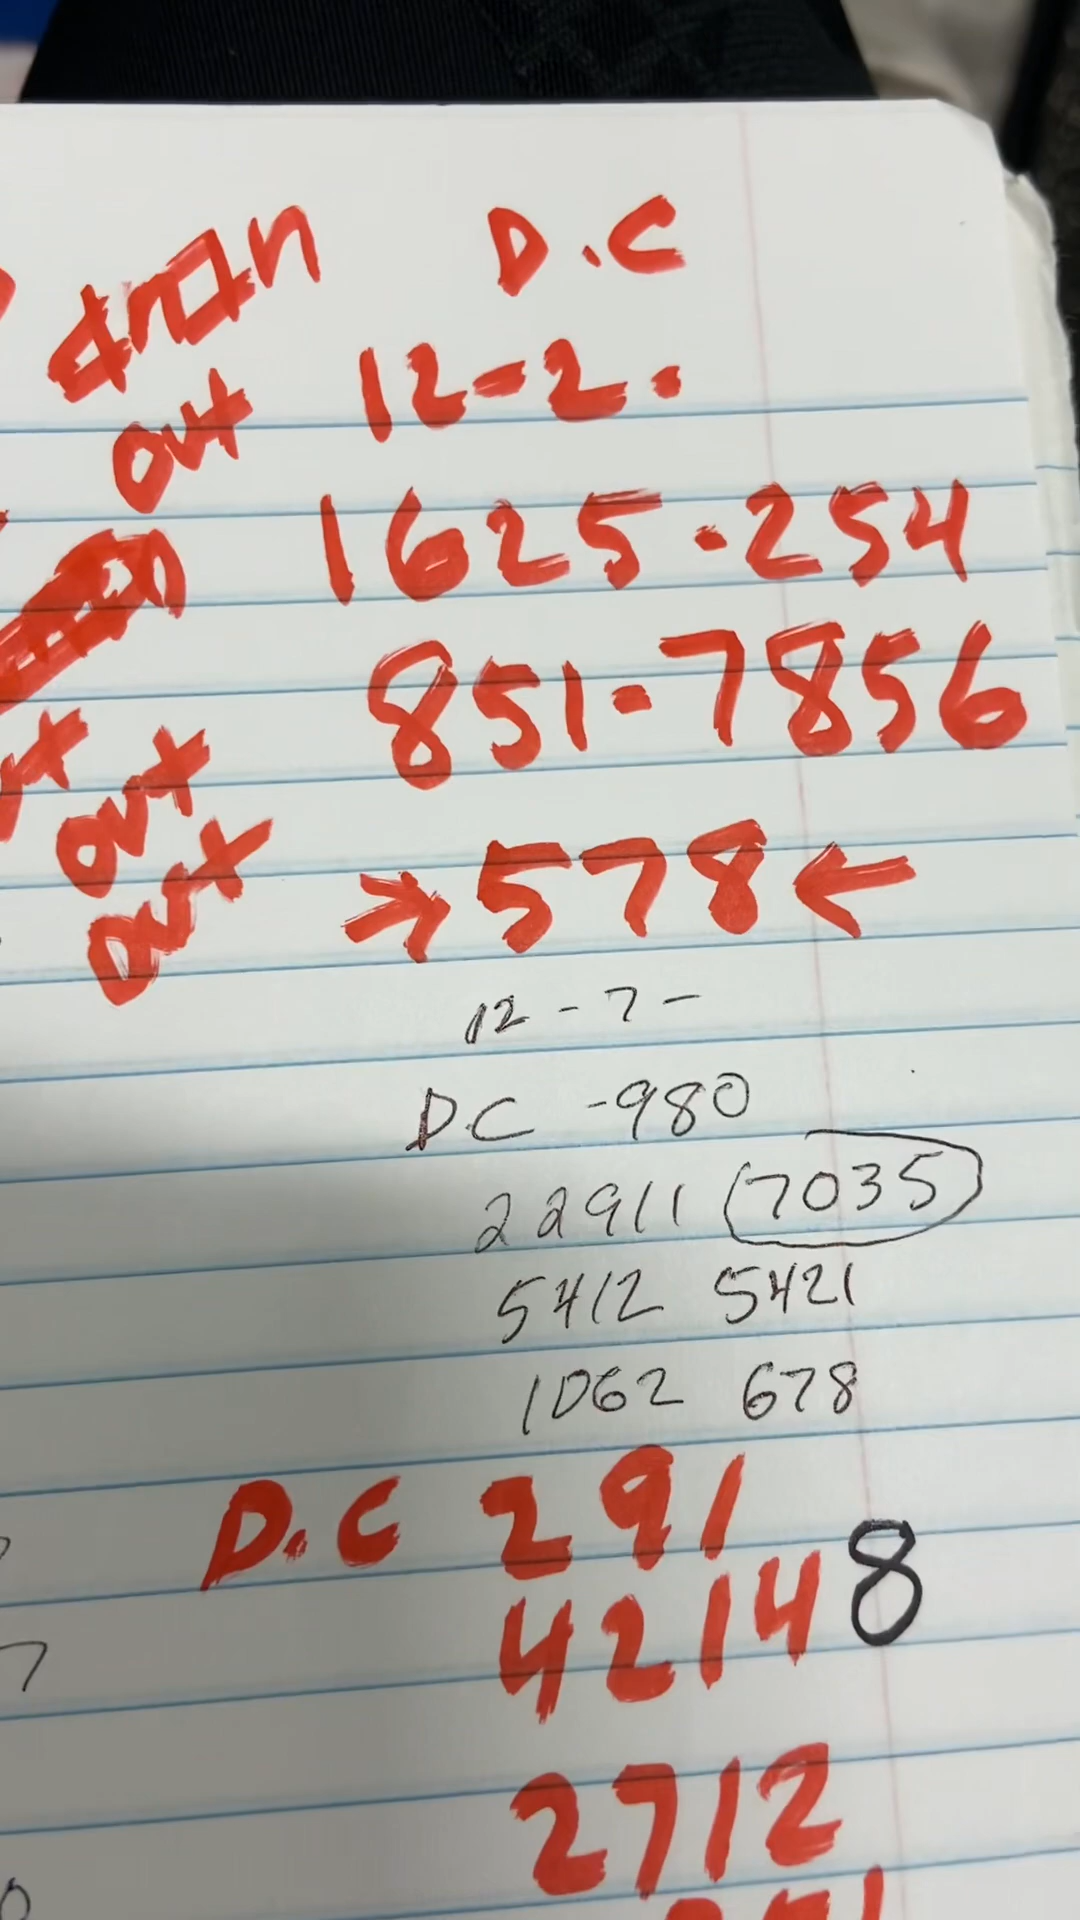 D.C
out 12-2.
1625.254
851-7856
out
out →578←
12-7-
DC -980
22911 (7035)
5412 5421
1062 678
D.C 291
42148
2712